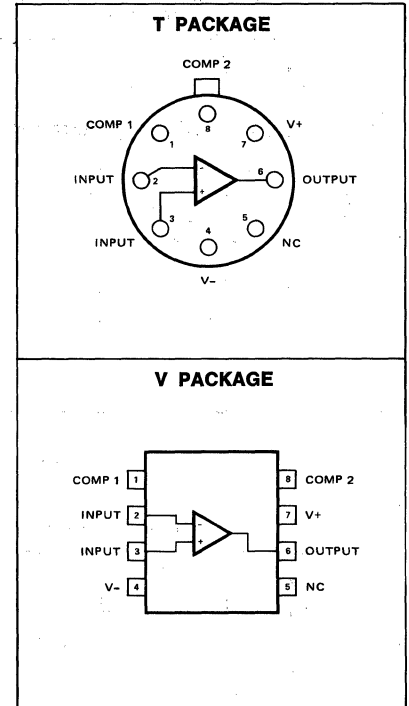 T PACKAGE
COMP 2
COMP 1
8
V+
1
7
INPUT
2
-
+
6
OUTPUT
3
4
5
INPUT
NC
V-
V PACKAGE
COMP 1 1
8 COMP 2
INPUT 2
7 V+
-
INPUT 3
+
6 OUTPUT
V- 4
5 NC